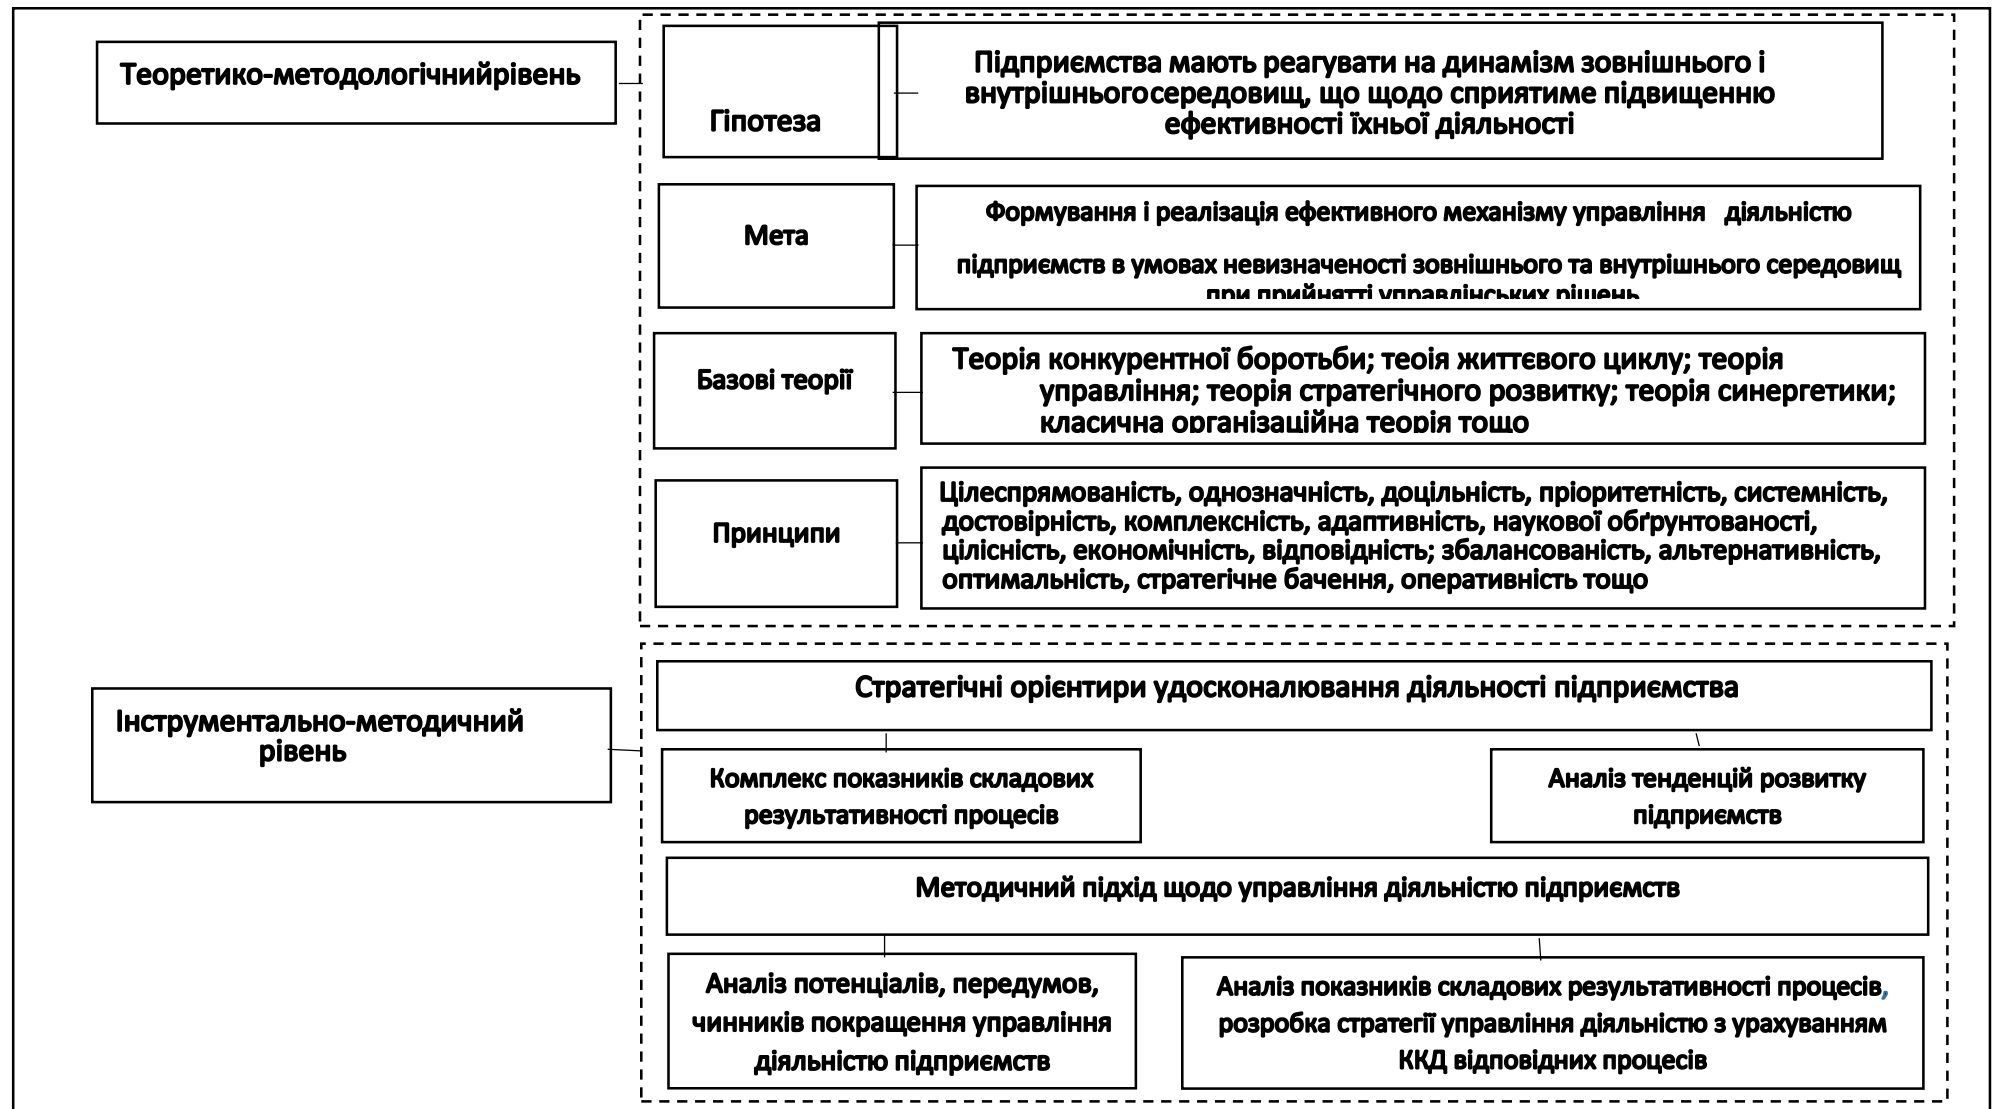 Теоретико-методологічнийрівень
Гіпотеза
Підприємства мають реагувати на динамізм зовнішнього і
внутрішньогосередовищ, що щодо сприятиме підвищенню
ефективності їхньої діяльності
Мета
Формування і реалізація ефективного механізму управління діяльністю
підприємств в умовах невизначеності зовнішнього та внутрішнього середовищ
при прийнятті управлінських рішень
Базові теорії
Теорія конкурентної боротьби; теоія життєвого циклу; теорія
управління; теорія стратегічного розвитку; теорія синергетики;
класична організаційна теорія тощо
Принципи
Цілеспрямованість, однозначність, доцільність, пріоритетність, системність,
достовірність, комплексність, адаптивність, наукової обґрунтованості,
цілісність, економічність, відповідність; збалансованість, альтернативність,
оптимальність, стратегічне бачення, оперативність тощо
Інструментально-методичний
рівень
Стратегічні орієнтири удосконалювання діяльності підприємства
Комплекс показників складових
результативності процесів
Аналіз тенденцій розвитку
підприємств
Методичний підхід щодо управління діяльністю підприємств
Аналіз потенціалів, передумов,
чинників покращення управління
діяльністю підприємств
Аналіз показників складових результативності процесів,
розробка стратегії управління діяльністю з урахуванням
ККД відповідних процесів